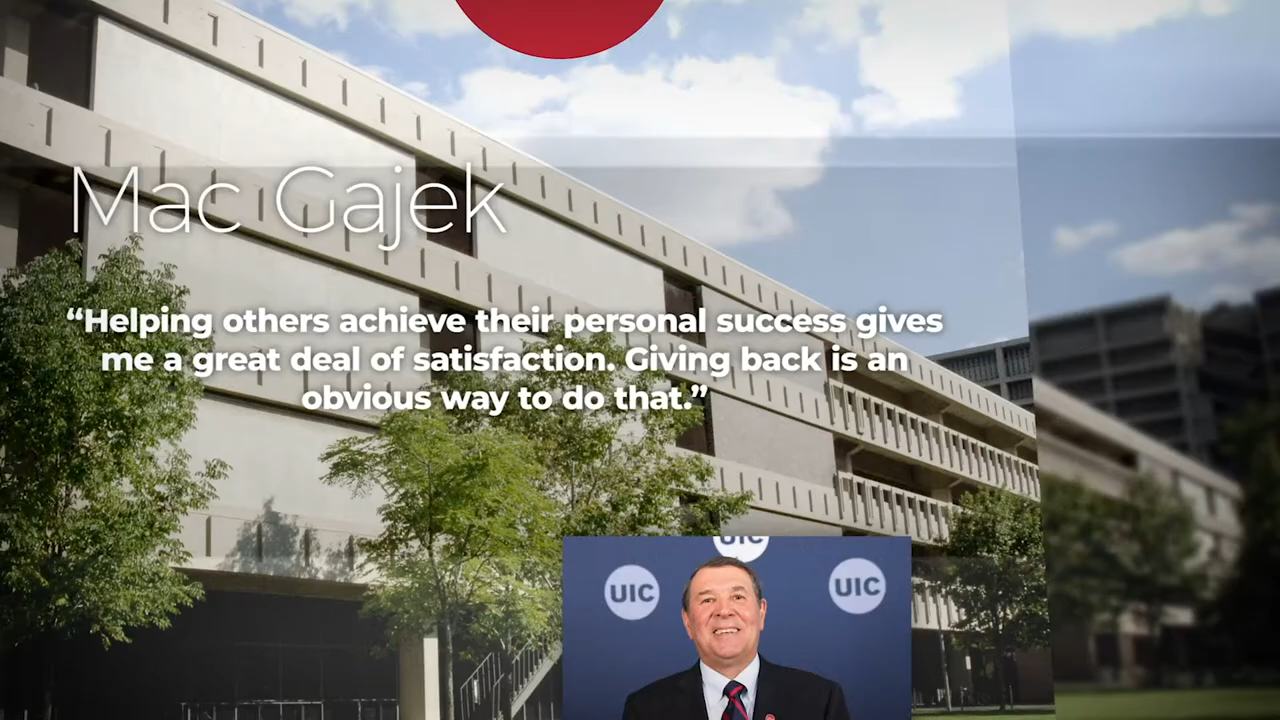 Mac Gajek
“Helping others achieve their personal success gives
me a great deal of satisfaction. Giving back is an
obvious way to do that.”
UIC
UIC
UIC